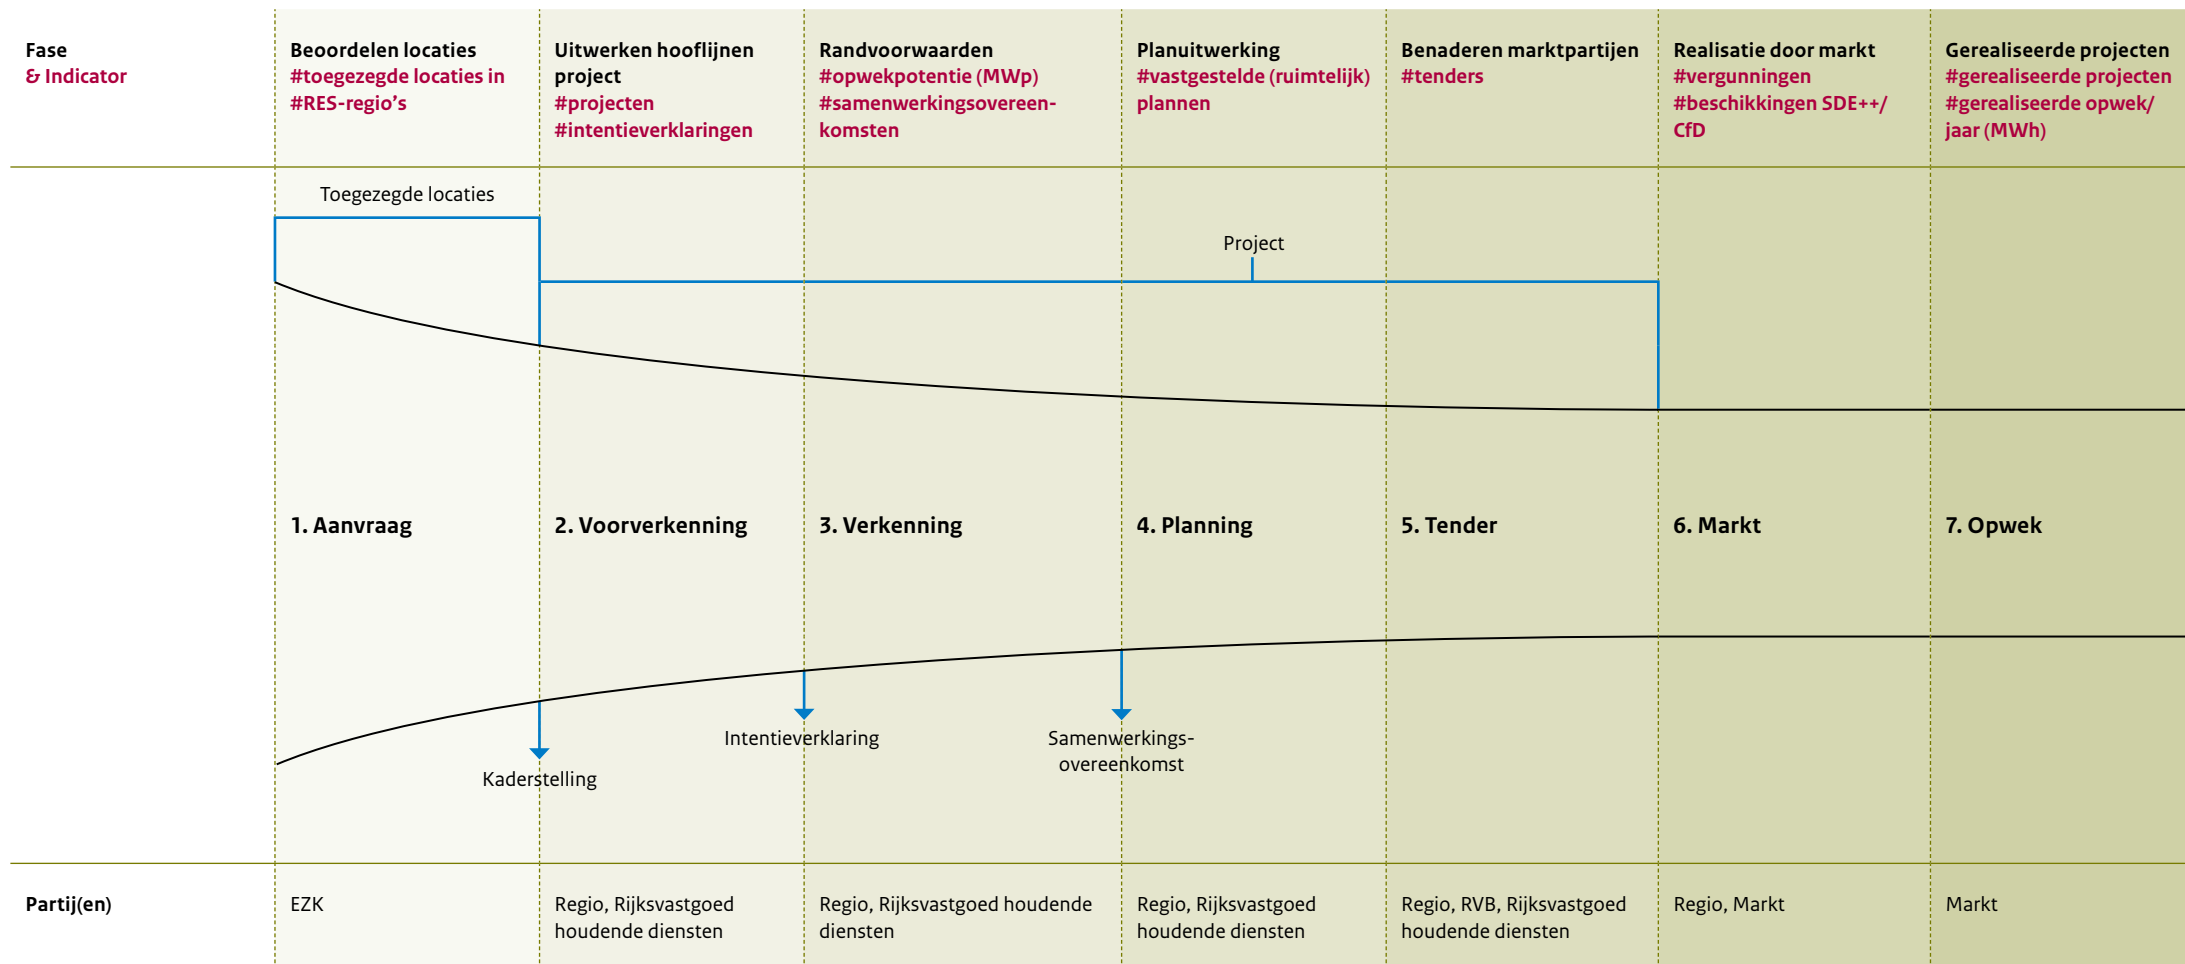 Fase
& Indicator
Beoordelen locaties
#toegezegde locaties in
#RES-regio's
Uitwerken hooflijnen
project
#projecten
#intentieverklaringen
Randvoorwaarden
#opwekpotentie (MWp)
#samenwerkingsovereen-
komsten
Planuitwerking
#vastgestelde (ruimtelijk)
plannen
Benaderen marktpartijen
#tenders
Realisatie door markt
#vergunningen
#beschikkingen SDE++/
CfD
Gerealiseerde projecten
#gerealiseerde projecten
#gerealiseerde opwek/
jaar (MWh)
Toegezegde locaties
Project
1. Aanvraag
2. Voorverkenning
3. Verkenning
4. Planning
5. Tender
6. Markt
7. Opwek
Kaderstelling
Intentieverklaring
Samenwerkings-
overeenkomst
Partij(en)
EZK
Regio, Rijksvastgoed
houdende diensten
Regio, Rijksvastgoed houdende
diensten
Regio, Rijksvastgoed
houdende diensten
Regio, RVB, Rijksvastgoed
houdende diensten
Regio, Markt
Markt